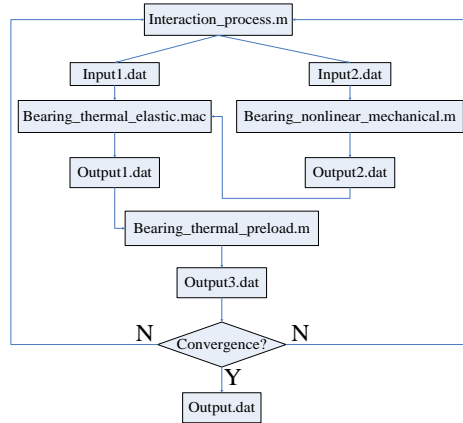 Interaction_process.m
Input1.dat
Input2.dat
Bearing_thermal_elastic.mac
Bearing_nonlinear_mechanical.m
Output1.dat
Output2.dat
Bearing_thermal_preload.m
Output3.dat
N
Convergence?
N
Y
Output.dat